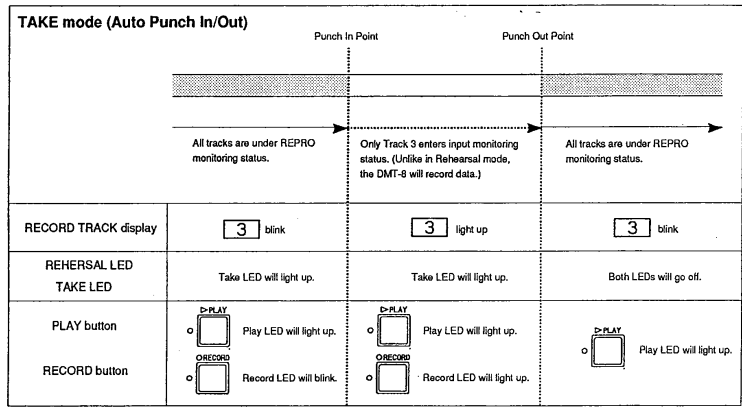 TAKE mode (Auto Punch In/Out)
Punch In Point
Punch Out Point
All tracks are under REPRO
monitoring status.
Only Track 3 enters input monitoring
status. (Unlike in Rehearsal mode,
the DMT-8 will record data.)
All tracks are under REPRO
monitoring status.
RECORD TRACK display
3 blink
3 light up
3 blink
REHERSAL LED
TAKE LED
Take LED will light up.
Take LED will light up.
Both LEDs will go off.
PLAY button
▷PLAY
Play LED will light up.
▷PLAY
Play LED will light up.
▷PLAY
Play LED will light up.
RECORD button
ORECORD
Record LED will blink.
ORECORD
Record LED will light up.